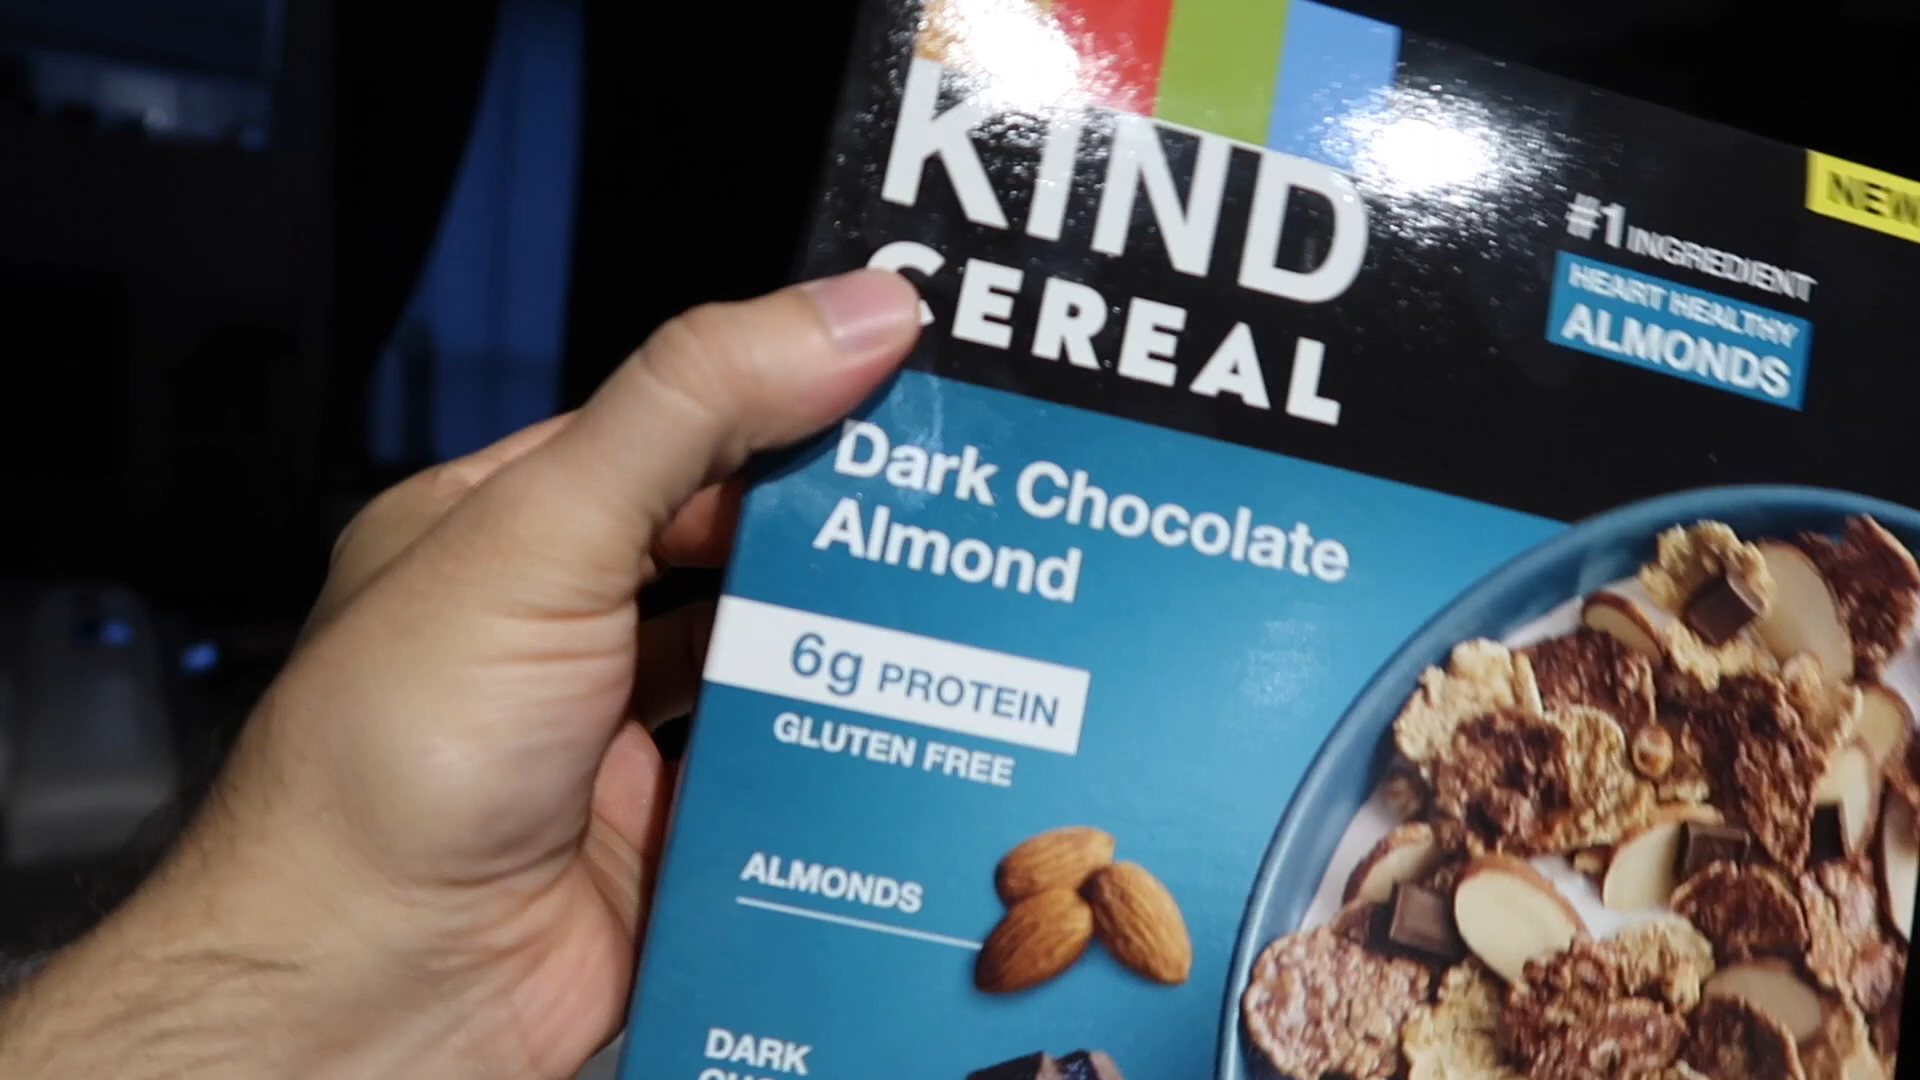 KIND
CEREAL
#1 INGREDIENT
HEART HEALTHY
ALMONDS
NEW
Dark Chocolate
Almond
6g PROTEIN
GLUTEN FREE
ALMONDS
DARK